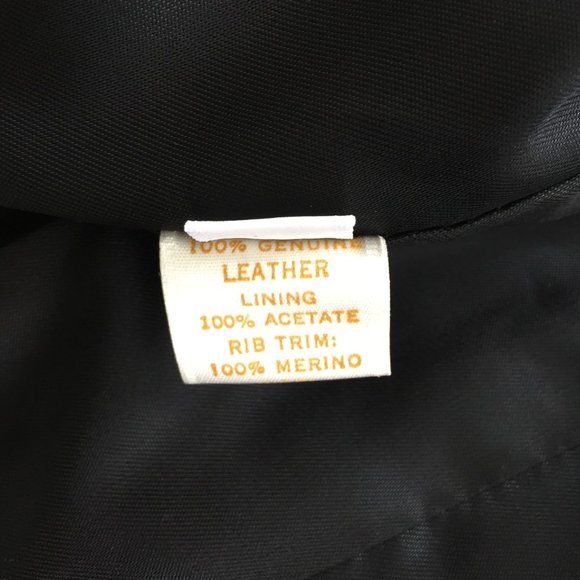 100% GENUINE
LEATHER
LINING
100% ACETATE
RIB TRIM:
100% MERINO